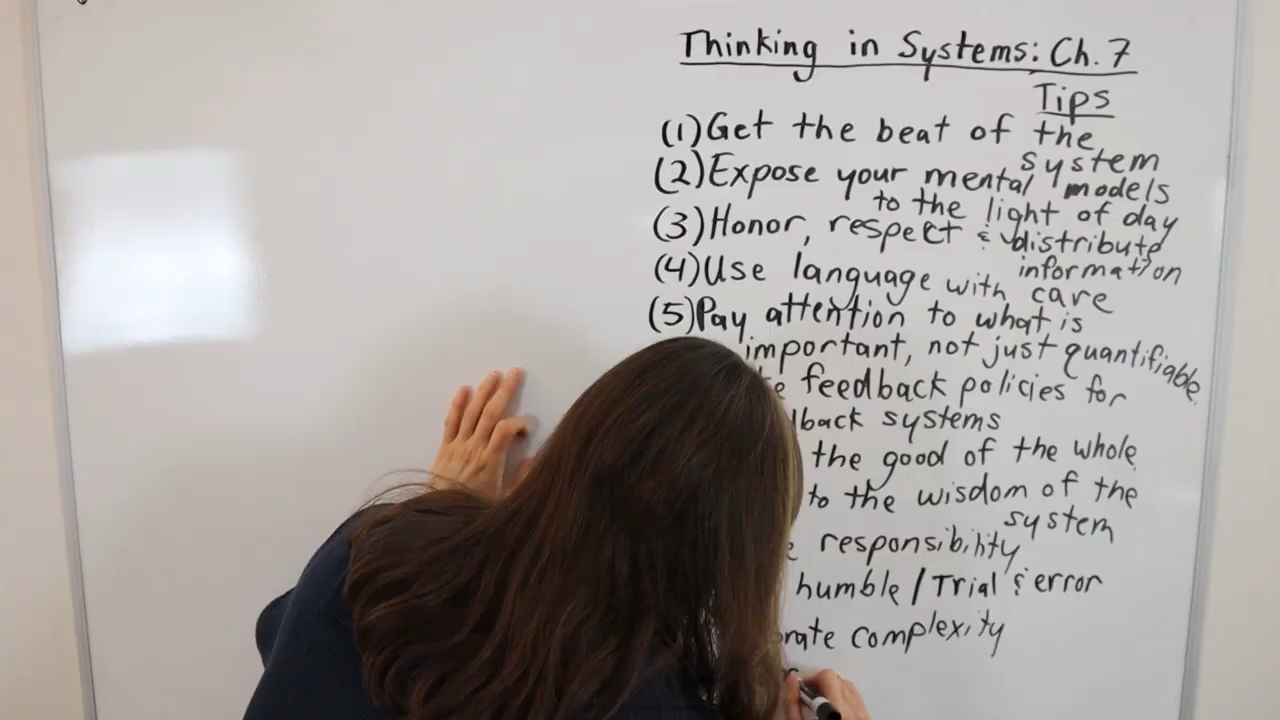 Thinking in Systems: Ch. 7
Tips
(1) Get the beat of the
system
(2) Expose your mental models
to the light of day
(3) Honor, respect & distribute
information
(4) Use language with care
(5) Pay attention to what is
important, not just quantifiable.
feedback policies for
systems
the good of the whole
to the wisdom of the
system
responsibility
humble / Trial & error
complexity